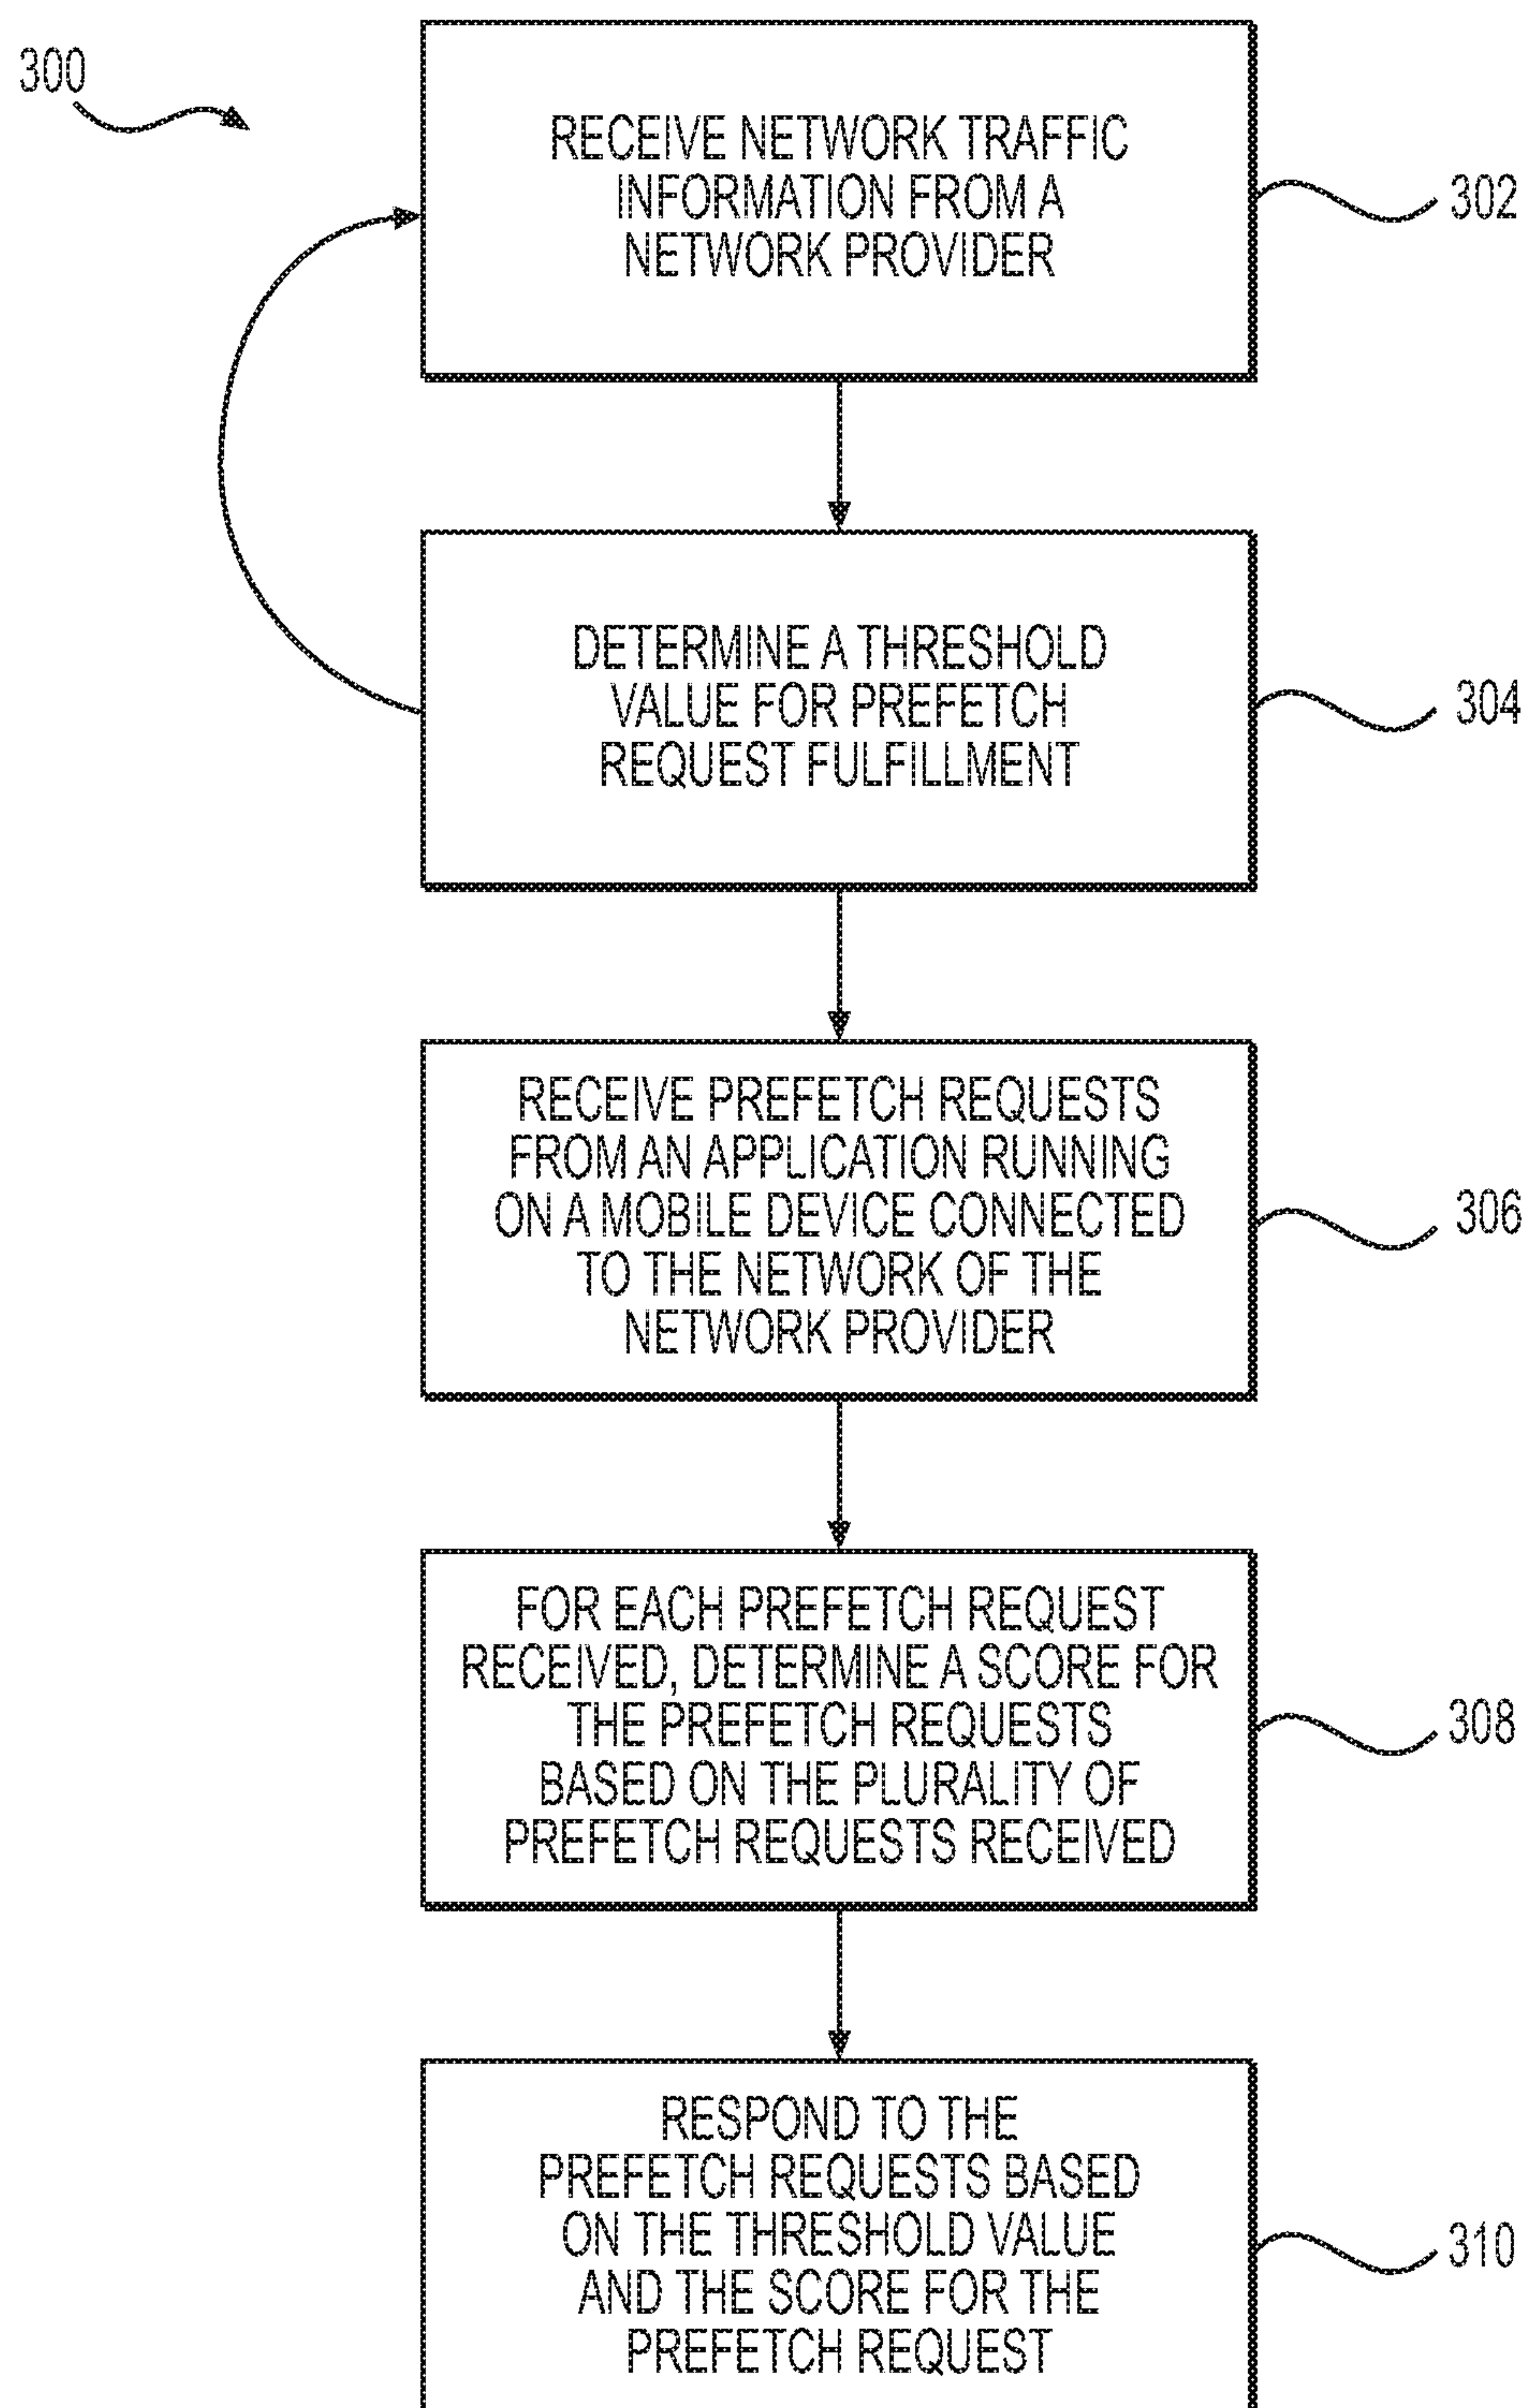 300
RECEIVE NETWORK TRAFFIC
INFORMATION FROM A
NETWORK PROVIDER
302
DETERMINE A THRESHOLD
VALUE FOR PREFETCH
REQUEST FULFILLMENT
304
RECEIVE PREFETCH REQUESTS
FROM AN APPLICATION RUNNING
ON A MOBILE DEVICE CONNECTED
TO THE NETWORK OF THE
NETWORK PROVIDER
306
FOR EACH PREFETCH REQUEST
RECEIVED, DETERMINE A SCORE FOR
THE PREFETCH REQUESTS
BASED ON THE PLURALITY OF
PREFETCH REQUESTS RECEIVED
308
RESPOND TO THE
PREFETCH REQUESTS BASED
ON THE THRESHOLD VALUE
AND THE SCORE FOR THE
PREFETCH REQUEST
310